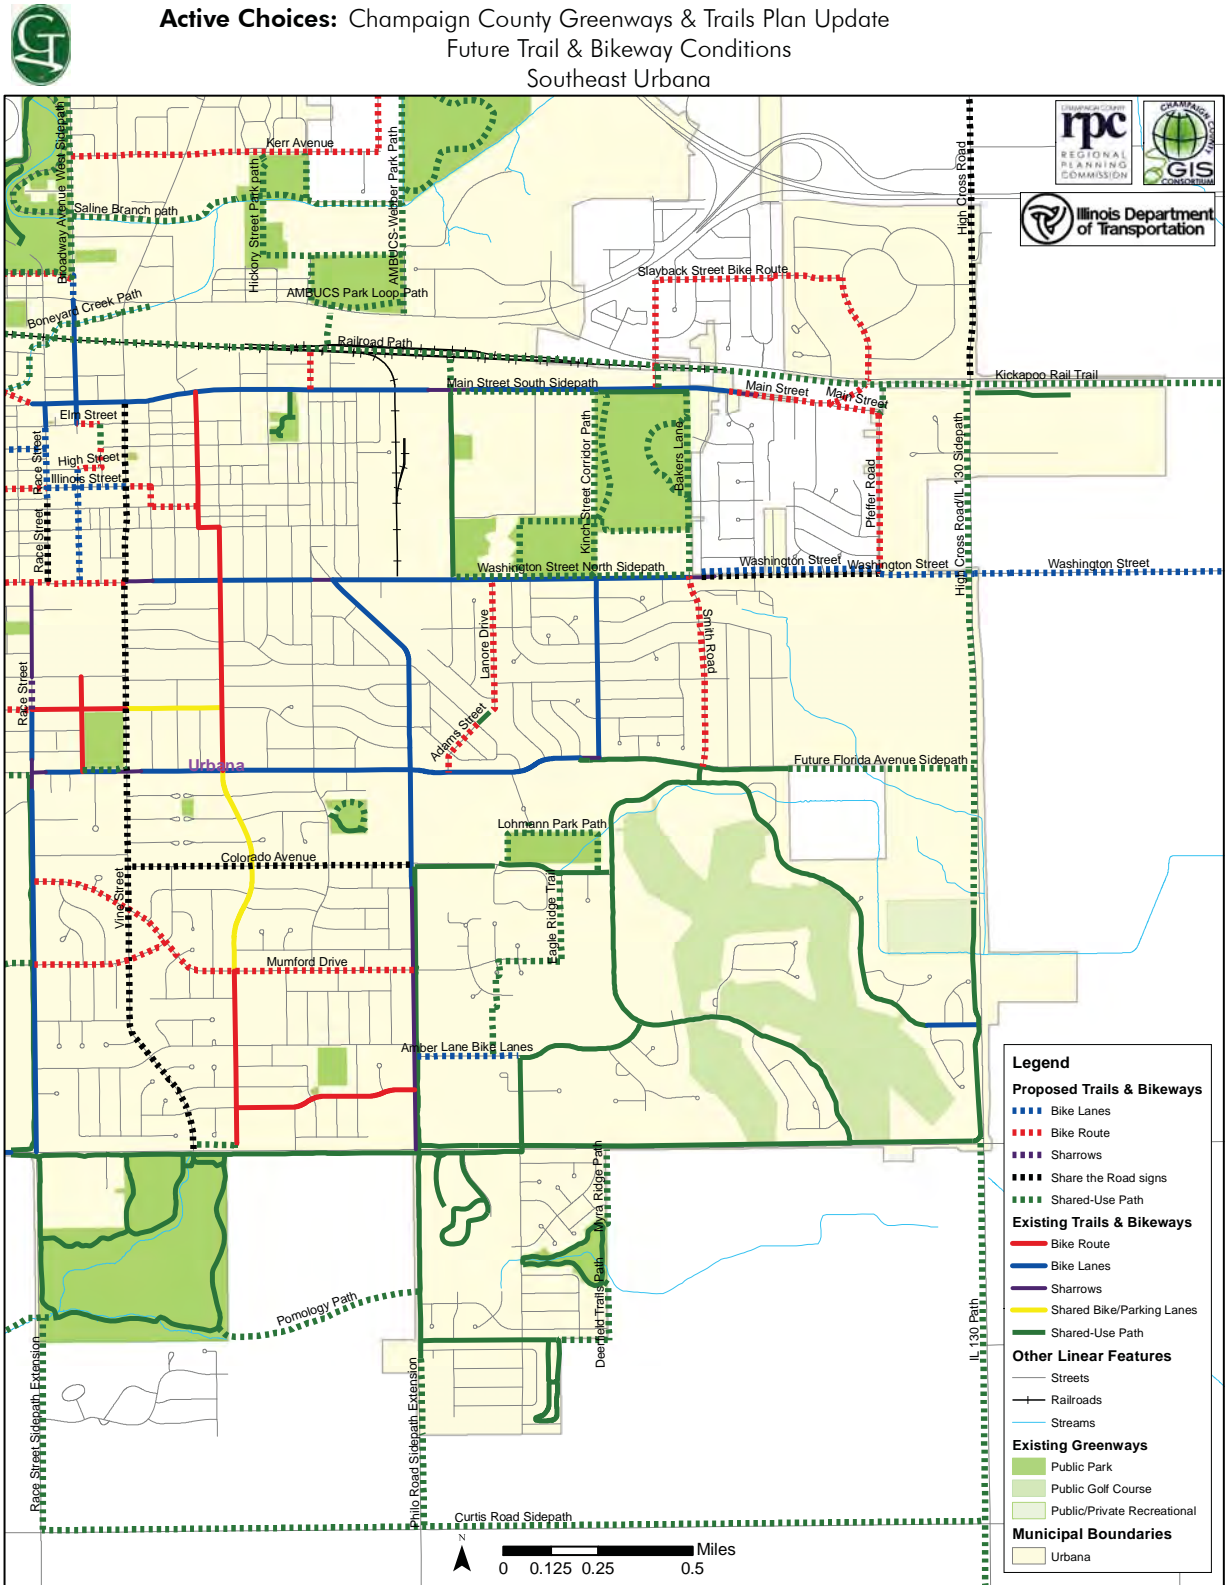 Active Choices: Champaign County Greenways & Trails Plan Update
Future Trail & Bikeway Conditions
Southeast Urbana
CHAMPAIGN COUNTY
rpc
REGIONAL
PLANNING
COMMISSION
CHAMPAIGN COUNTY
GIS
CONSORTIUM
Illinois Department
of Transportation
Kerr Avenue
Saline Branch path
Broadway Avenue West Sidepath
Hickory Street Park path
AMBUCS-Webber Park Path
High Cross Road
Slayback Street Bike Route
AMBUCS Park Loop Path
Boneyard Creek Path
Railroad Path
Main Street South Sidepath
Main Street
Main Street
Kickapoo Rail Trail
Elm Street
High Street
Illinois Street
Race Street
Race Street
Kinch Street Corridor Path
Bakers Lane
Pfeffer Road
High Cross Road/IL 130 Sidepath
Washington Street North Sidepath
Washington Street
Washington Street
Washington Street
Lanore Drive
Smith Road
Race Street
Adams Street
Urbana
Future Florida Avenue Sidepath
Lohmann Park Path
Colorado Avenue
Vine Street
Eagle Ridge Trail
Mumford Drive
Amber Lane Bike Lanes
Myra Ridge Path
Deerfield Trails Path
Pomology Path
IL 130 Path
Race Street Sidepath Extension
Philo Road Sidepath Extension
Curtis Road Sidepath
N
Miles
0 0.125 0.25 0.5
Legend
Proposed Trails & Bikeways
Bike Lanes
Bike Route
Sharrows
Share the Road signs
Shared-Use Path
Existing Trails & Bikeways
Bike Route
Bike Lanes
Sharrows
Shared Bike/Parking Lanes
Shared-Use Path
Other Linear Features
Streets
Railroads
Streams
Existing Greenways
Public Park
Public Golf Course
Public/Private Recreational
Municipal Boundaries
Urbana